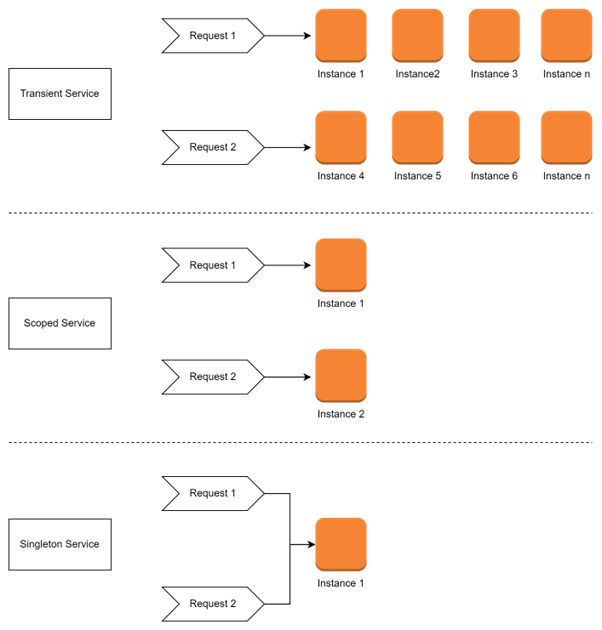 Request 1
Instance 1
Instance2
Instance 3
Instance n
Transient Service
Request 2
Instance 4
Instance 5
Instance 6
Instance n
Request 1
Instance 1
Scoped Service
Request 2
Instance 2
Request 1
Singleton Service
Instance 1
Request 2